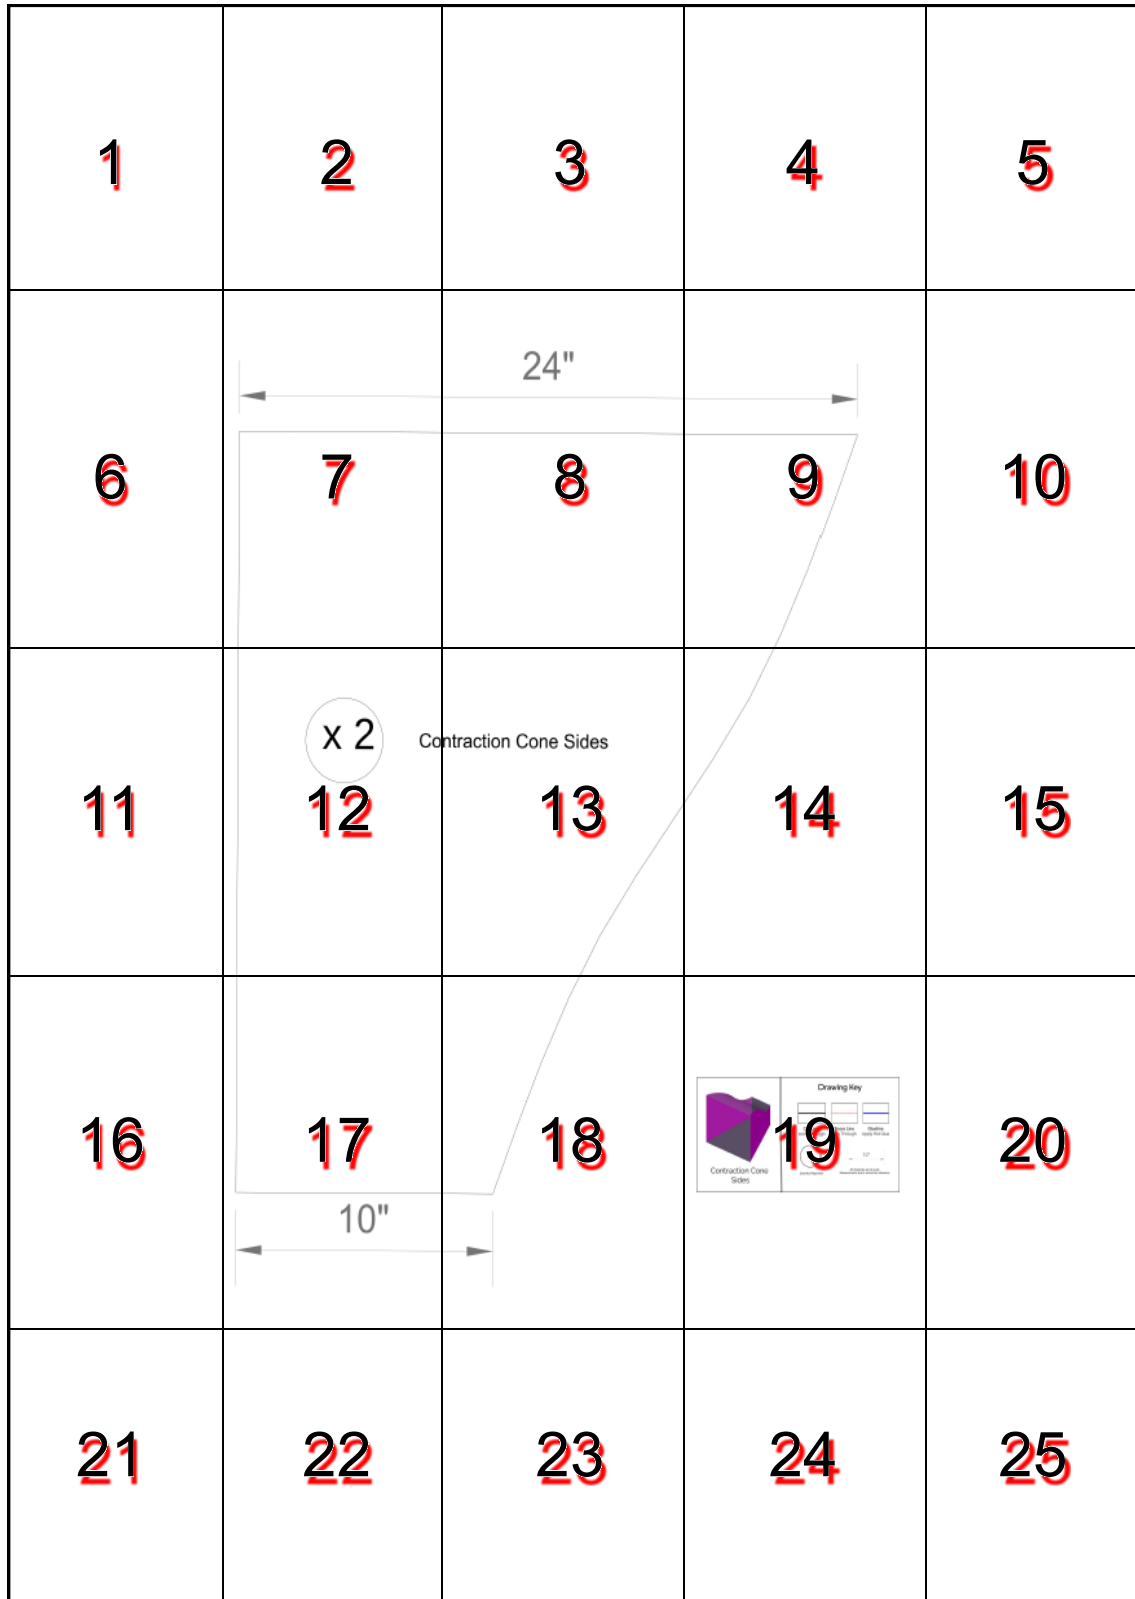 1 2 3 4 5
24"
6 7 8 9 10
x 2 Contraction Cone Sides
11 12 13 14 15
Drawing Key
16 17 18 19 20
Contraction Cone
Sides
10"
21 22 23 24 25